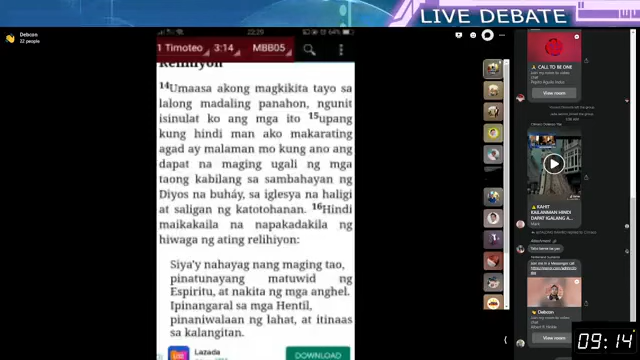 LIVE DEBATE
Debcon
22 people
22:29
64%
1 Timoteo
3:14
MBB05
Relihiyon
14Umaasa akong magkikita tayo sa
lalong madaling panahon, ngunit
isinulat ko ang mga ito 15upang
kung hindi man ako makarating
agad ay malaman mo kung ano ang
dapat na maging ugali ng mga
taong kabilang sa sambahayan ng
Diyos na buháy, sa iglesya na haligi
at saligan ng katotohanan. 16Hindi
maikakaila na napakadakila ng
hiwaga ng ating relihiyon:
Siya'y nahayag nang maging tao,
pinatunayang matuwid ng
Espiritu, at nakita ng mga anghel.
Ipinangaral sa mga Hentil,
pinaniwalaan ng lahat, at itinaas
sa kalangitan.
Lazada
DOWNLOAD
CALL TO BE ONE
View room
KAHIT
KAILANMAN HINDI
DAPAT IGALANG A
Debcon
View room
09:14